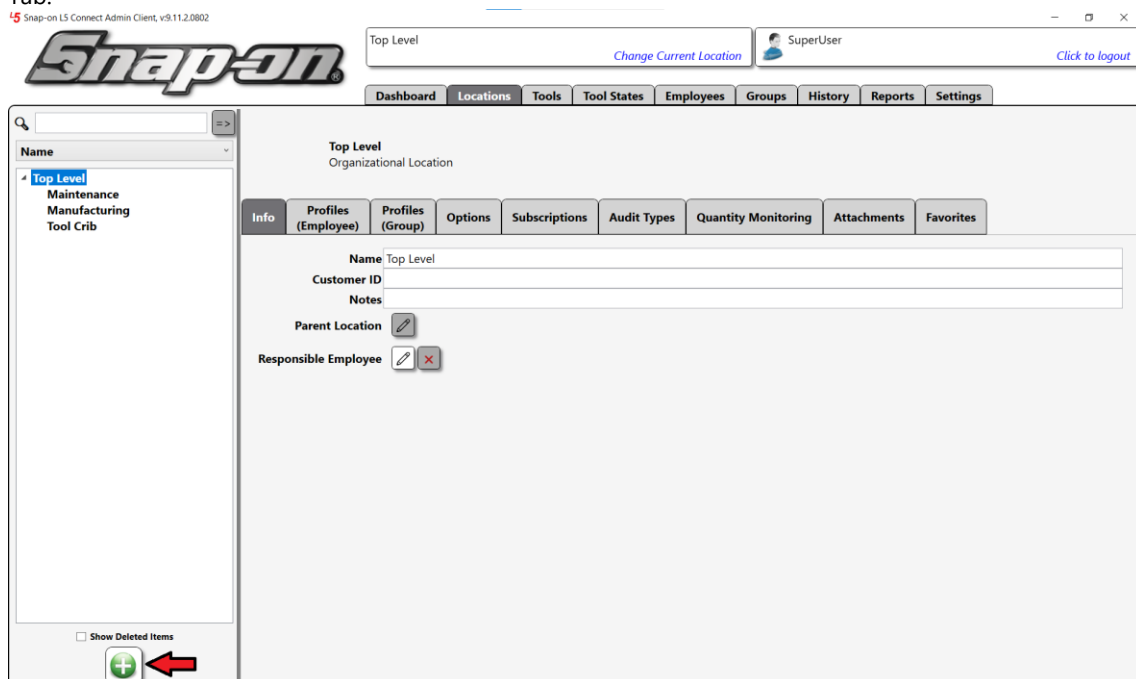 Tab.
L5 Snap-on L5 Connect Admin Client, v:9.11.2.0802
Snap-on®
Top Level
Change Current Location
SuperUser
Click to logout
Dashboard Locations Tools Tool States Employees Groups History Reports Settings
=>
Name
Top Level
Maintenance
Manufacturing
Tool Crib
Show Deleted Items
Top Level
Organizational Location
Info Profiles (Employee) Profiles (Group) Options Subscriptions Audit Types Quantity Monitoring Attachments Favorites
Name Top Level
Customer ID
Notes
Parent Location
Responsible Employee